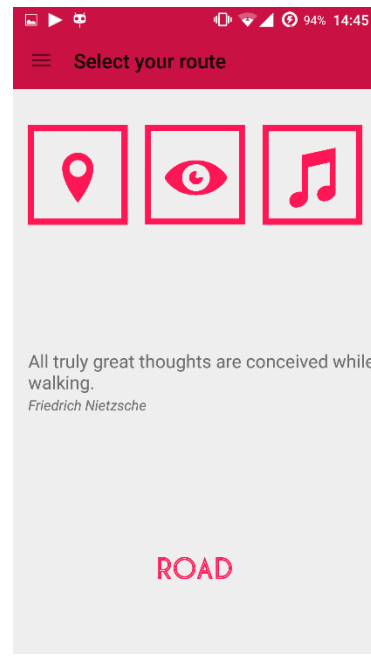 94% 14:45
Select your route
All truly great thoughts are conceived while
walking.
Friedrich Nietzsche
ROAD